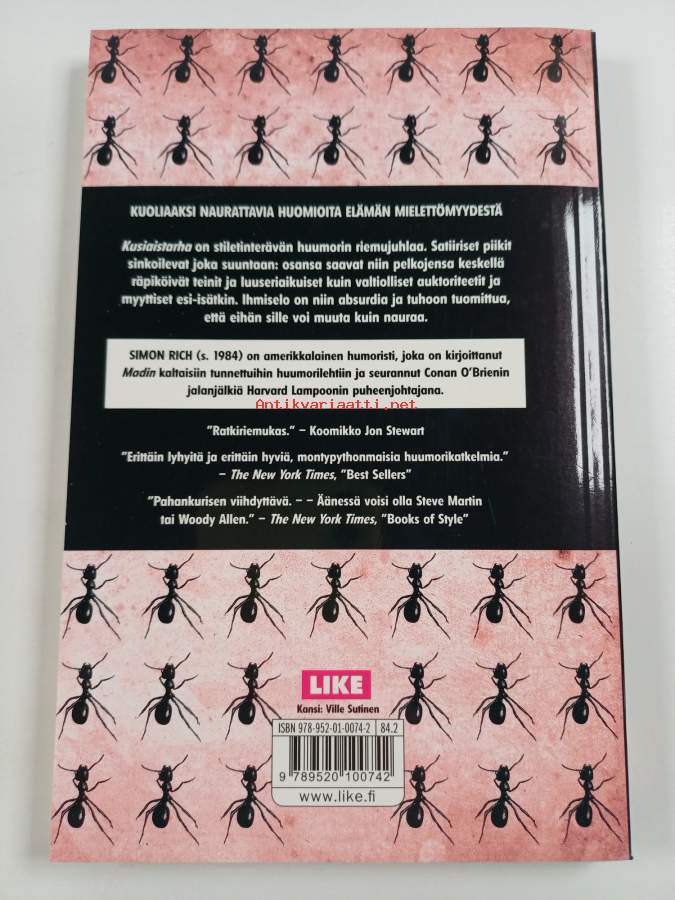 KUOLIAAKSI NAURATTAVIA HUOMIOITA ELÄMÄN MIELETTÖMYYDESTÄ
Kusiaistarha on stiletinterävän huumorin riemujuhlaa. Satiiriset piikit
sinkoilevat joka suuntaan: osansa saavat niin pelkojensa keskellä
räpiköivät teinit ja luuseriaikuiset kuin valtiolliset auktoriteetit ja
myyttiset esi-isätkin. Ihmiselo on niin absurdia ja tuhoon tuomittua,
että eihän sille voi muuta kuin nauraa.
SIMON RICH (s. 1984) on amerikkalainen humoristi, joka on kirjoittanut
Madin kaltaisiin tunnettuihin huumorilehtiin ja seurannut Conan O'Brienin
jalanjälkiä Harvard Lampoonin puheenjohtajana.
Antikvariaatti.net
"Ratkiriemukas." – Koomikko Jon Stewart
"Erittäin lyhyitä ja erittäin hyviä, montypythonmaisia huumorikatkelmia."
– The New York Times, "Best Sellers"
"Pahankurisen viihdyttävä. – – Äänessä voisi olla Steve Martin
tai Woody Allen." – The New York Times, "Books of Style"
LIKE
Kansi: Ville Sutinen
ISBN 978-952-01-0074-2 84.2
9 789520 100742
www.like.fi